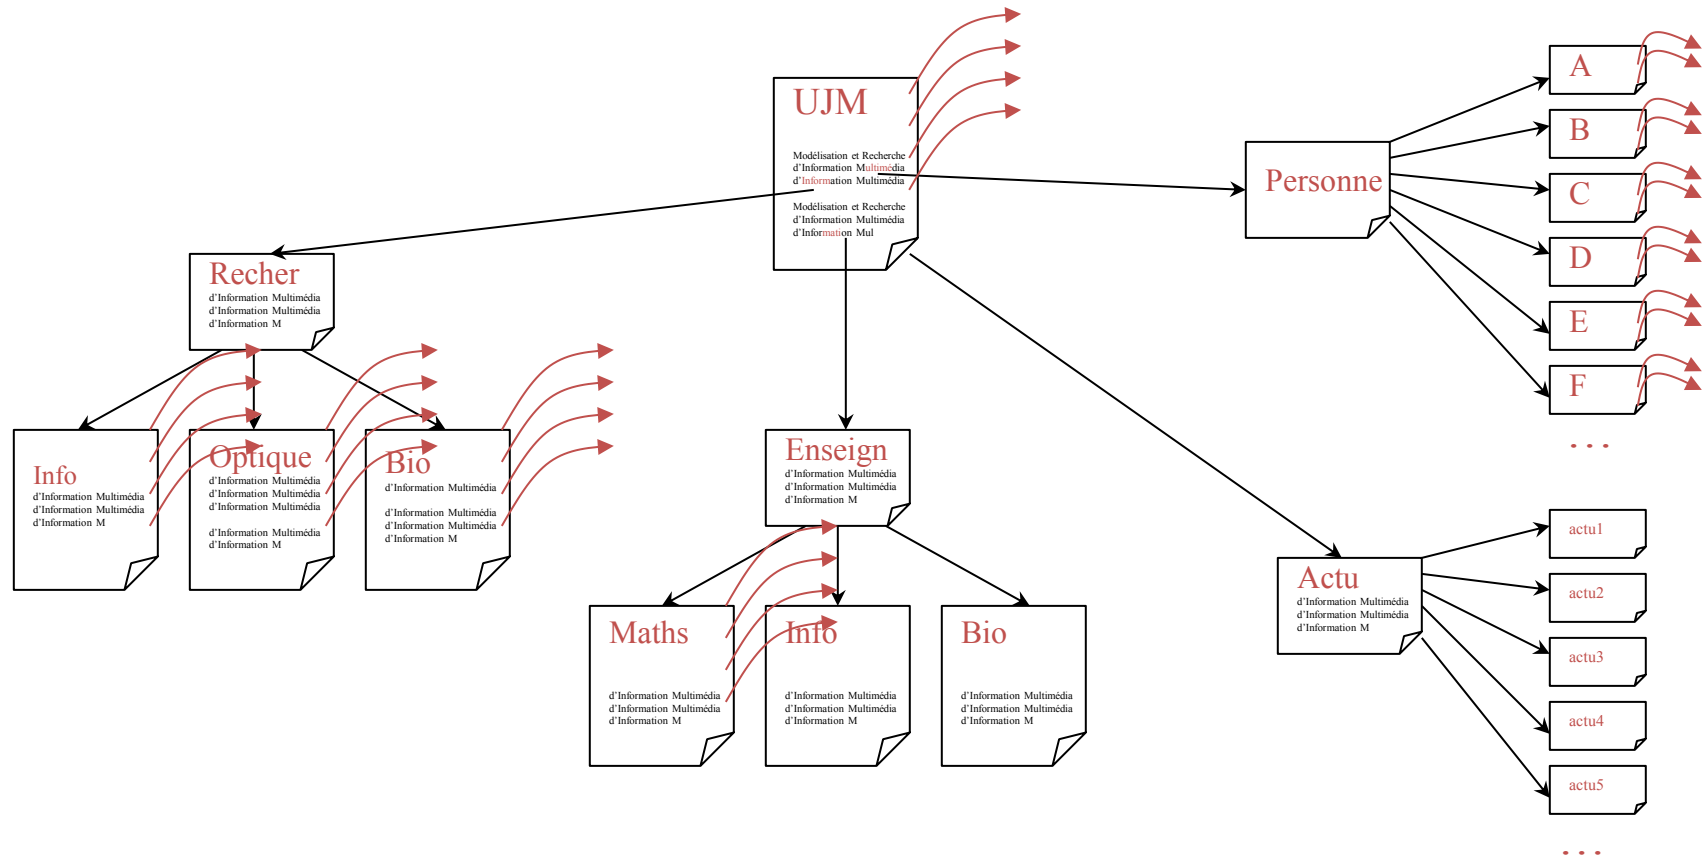 UJM
Modélisation et Recherche
d'Information Multimédia
d'Information Multimédia
Modélisation et Recherche
d'Information Multimédia
d'Information Mul
Recher
d'Information Multimédia
d'Information Multimédia
d'Information M
Info
d'Information Multimédia
d'Information Multimédia
d'Information M
Optique
d'Information Multimédia
d'Information Multimédia
d'Information Multimédia
d'Information Multimédia
d'Information M
Bio
d'Information Multimédia
d'Information Multimédia
d'Information Multimédia
d'Information M
Enseign
d'Information Multimédia
d'Information Multimédia
d'Information M
Maths
d'Information Multimédia
d'Information Multimédia
d'Information M
Info
d'Information Multimédia
d'Information Multimédia
d'Information M
Bio
d'Information Multimédia
d'Information Multimédia
d'Information M
Personne
A
B
C
D
E
F
. . .
Actu
d'Information Multimédia
d'Information Multimédia
d'Information M
actu1
actu2
actu3
actu4
actu5
. . .